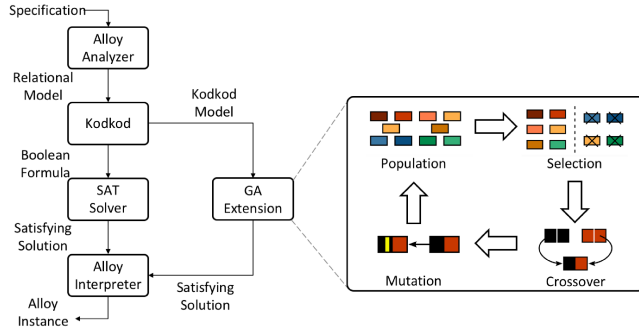 Specification
Alloy
Analyzer
Relational
Model
Kodkod
Kodkod
Model
Boolean
Formula
SAT
Solver
GA
Extension
Satisfying
Solution
Alloy
Interpreter
Satisfying
Solution
Alloy
Instance
Population
Selection
Mutation
Crossover